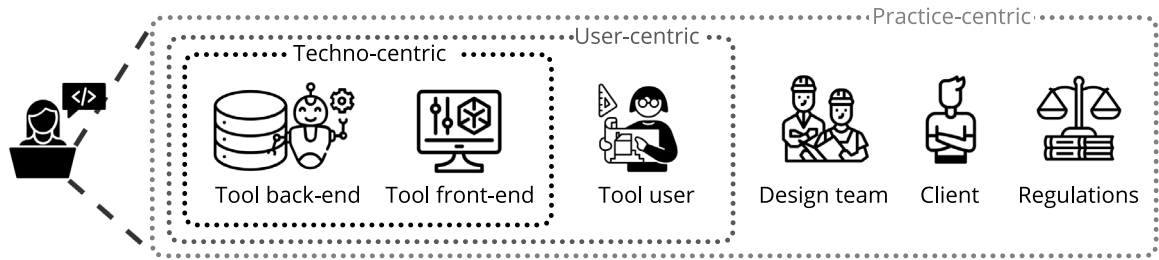 Practice-centric
User-centric
Techno-centric
</>
Tool back-end
Tool front-end
Tool user
Design team
Client
Regulations